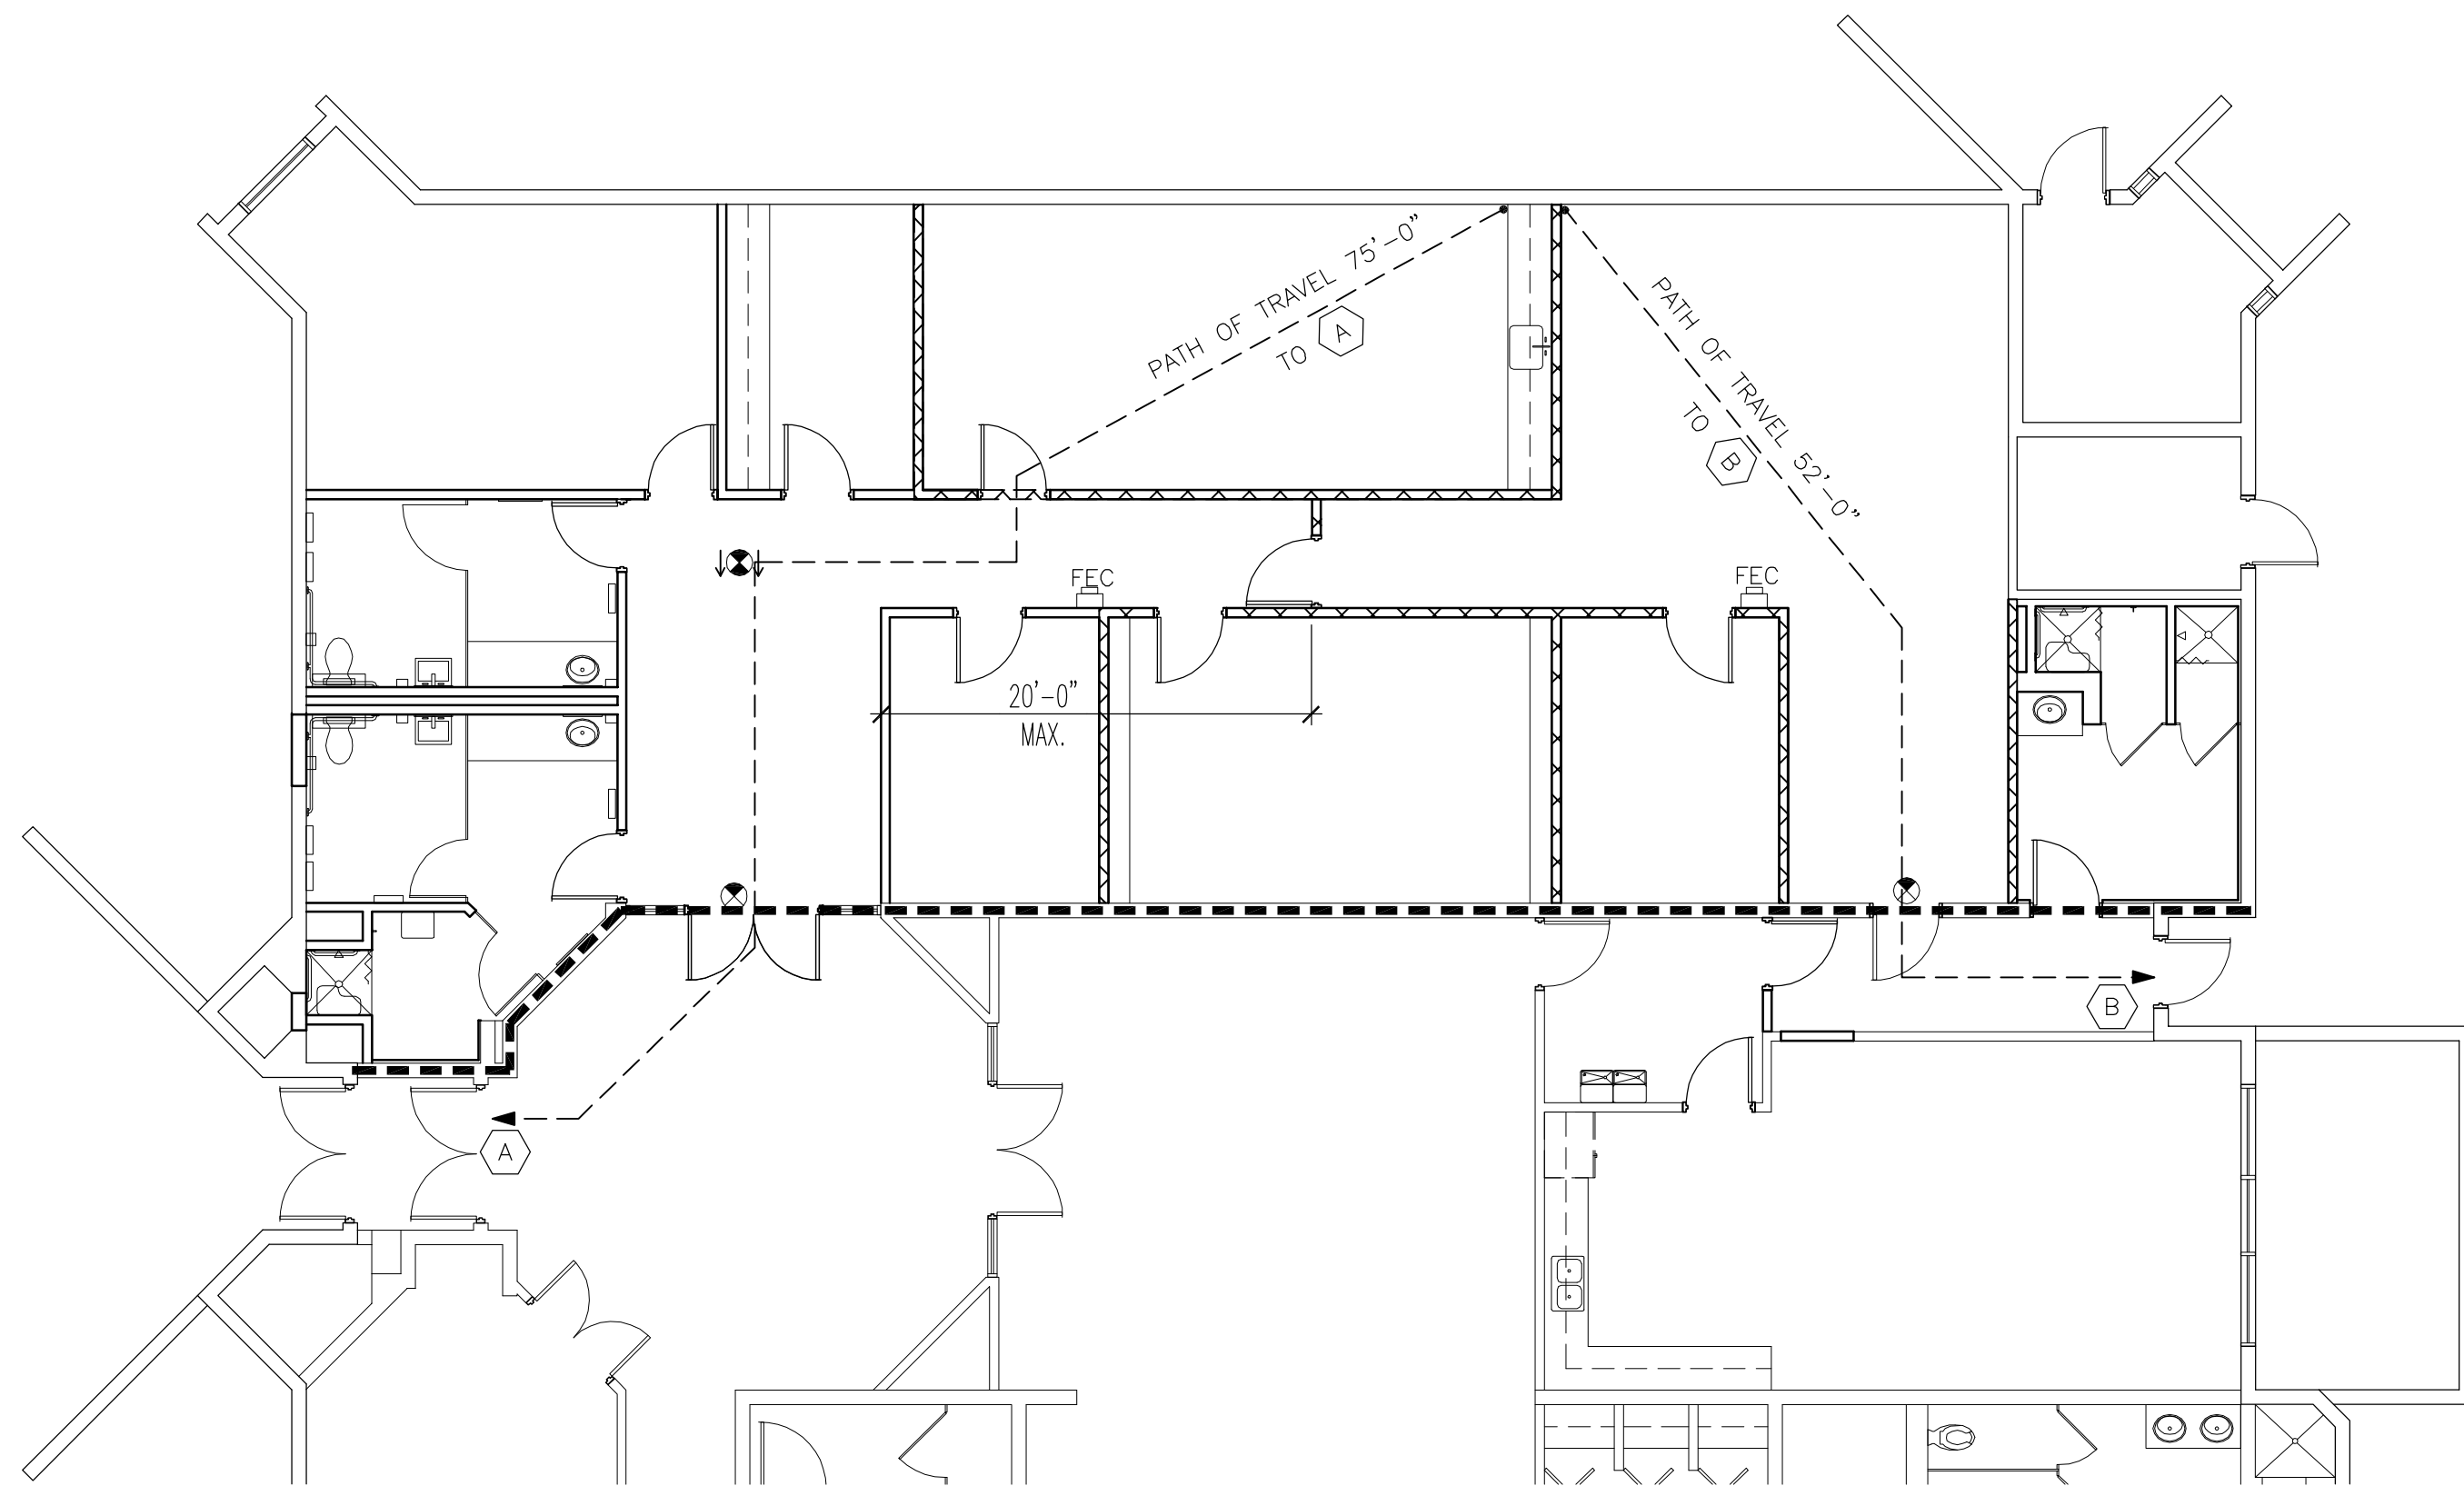 PATH OF TRAVEL 75'-0"
TO A
PATH OF TRAVEL 52'-0"
TO B
FEC
FEC
20'-0"
MAX.
B
A